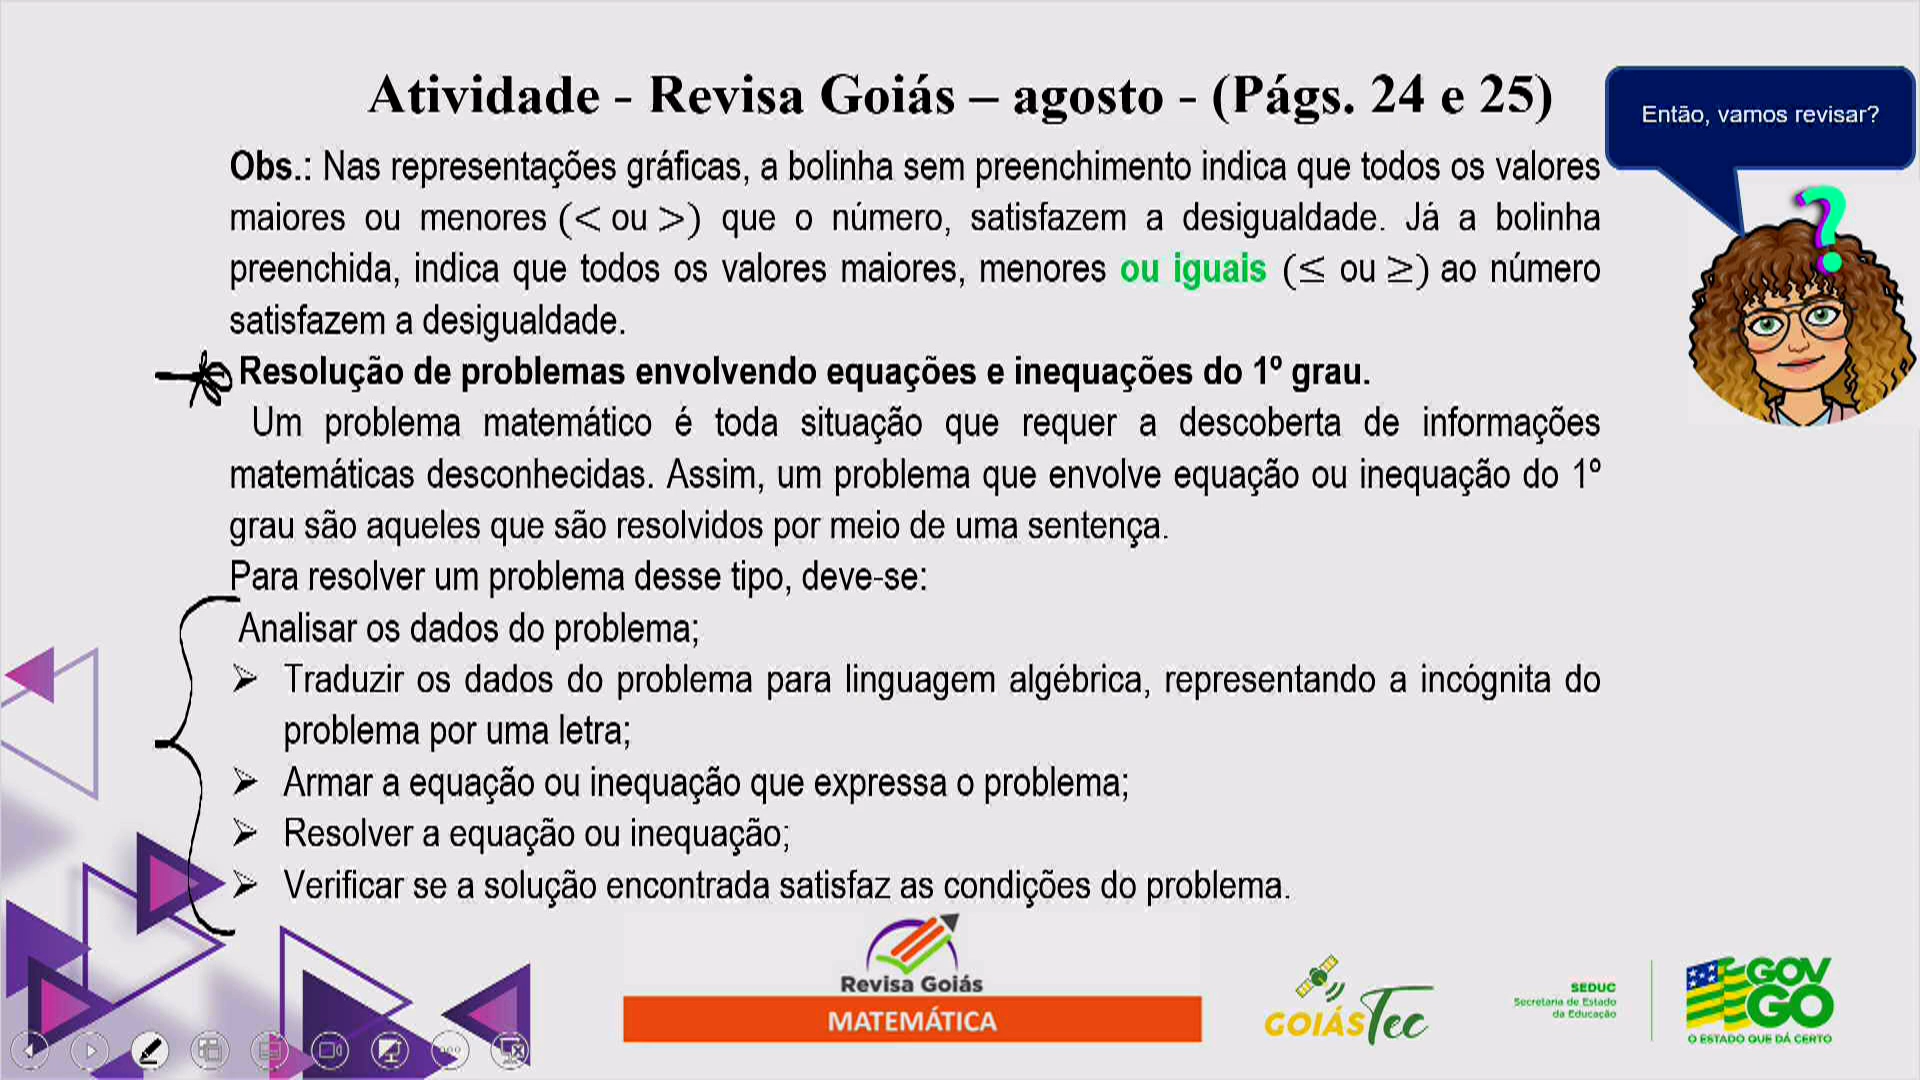 Atividade - Revisa Goiás – agosto - (Págs. 24 e 25)
Então, vamos revisar?
Obs.: Nas representações gráficas, a bolinha sem preenchimento indica que todos os valores
maiores ou menores (< ou >) que o número, satisfazem a desigualdade. Já a bolinha
preenchida, indica que todos os valores maiores, menores ou iguais (≤ ou ≥) ao número
satisfazem a desigualdade.
Resolução de problemas envolvendo equações e inequações do 1º grau.
Um problema matemático é toda situação que requer a descoberta de informações
matemáticas desconhecidas. Assim, um problema que envolve equação ou inequação do 1º
grau são aqueles que são resolvidos por meio de uma sentença.
Para resolver um problema desse tipo, deve-se:
Analisar os dados do problema;
➢ Traduzir os dados do problema para linguagem algébrica, representando a incógnita do
problema por uma letra;
➢ Armar a equação ou inequação que expressa o problema;
➢ Resolver a equação ou inequação;
➢ Verificar se a solução encontrada satisfaz as condições do problema.
Revisa Goiás
MATEMÁTICA
GOIÁS Tec
SEDUC
Secretaria de Estado
da Educação
GOV
GO
O ESTADO QUE DÁ CERTO